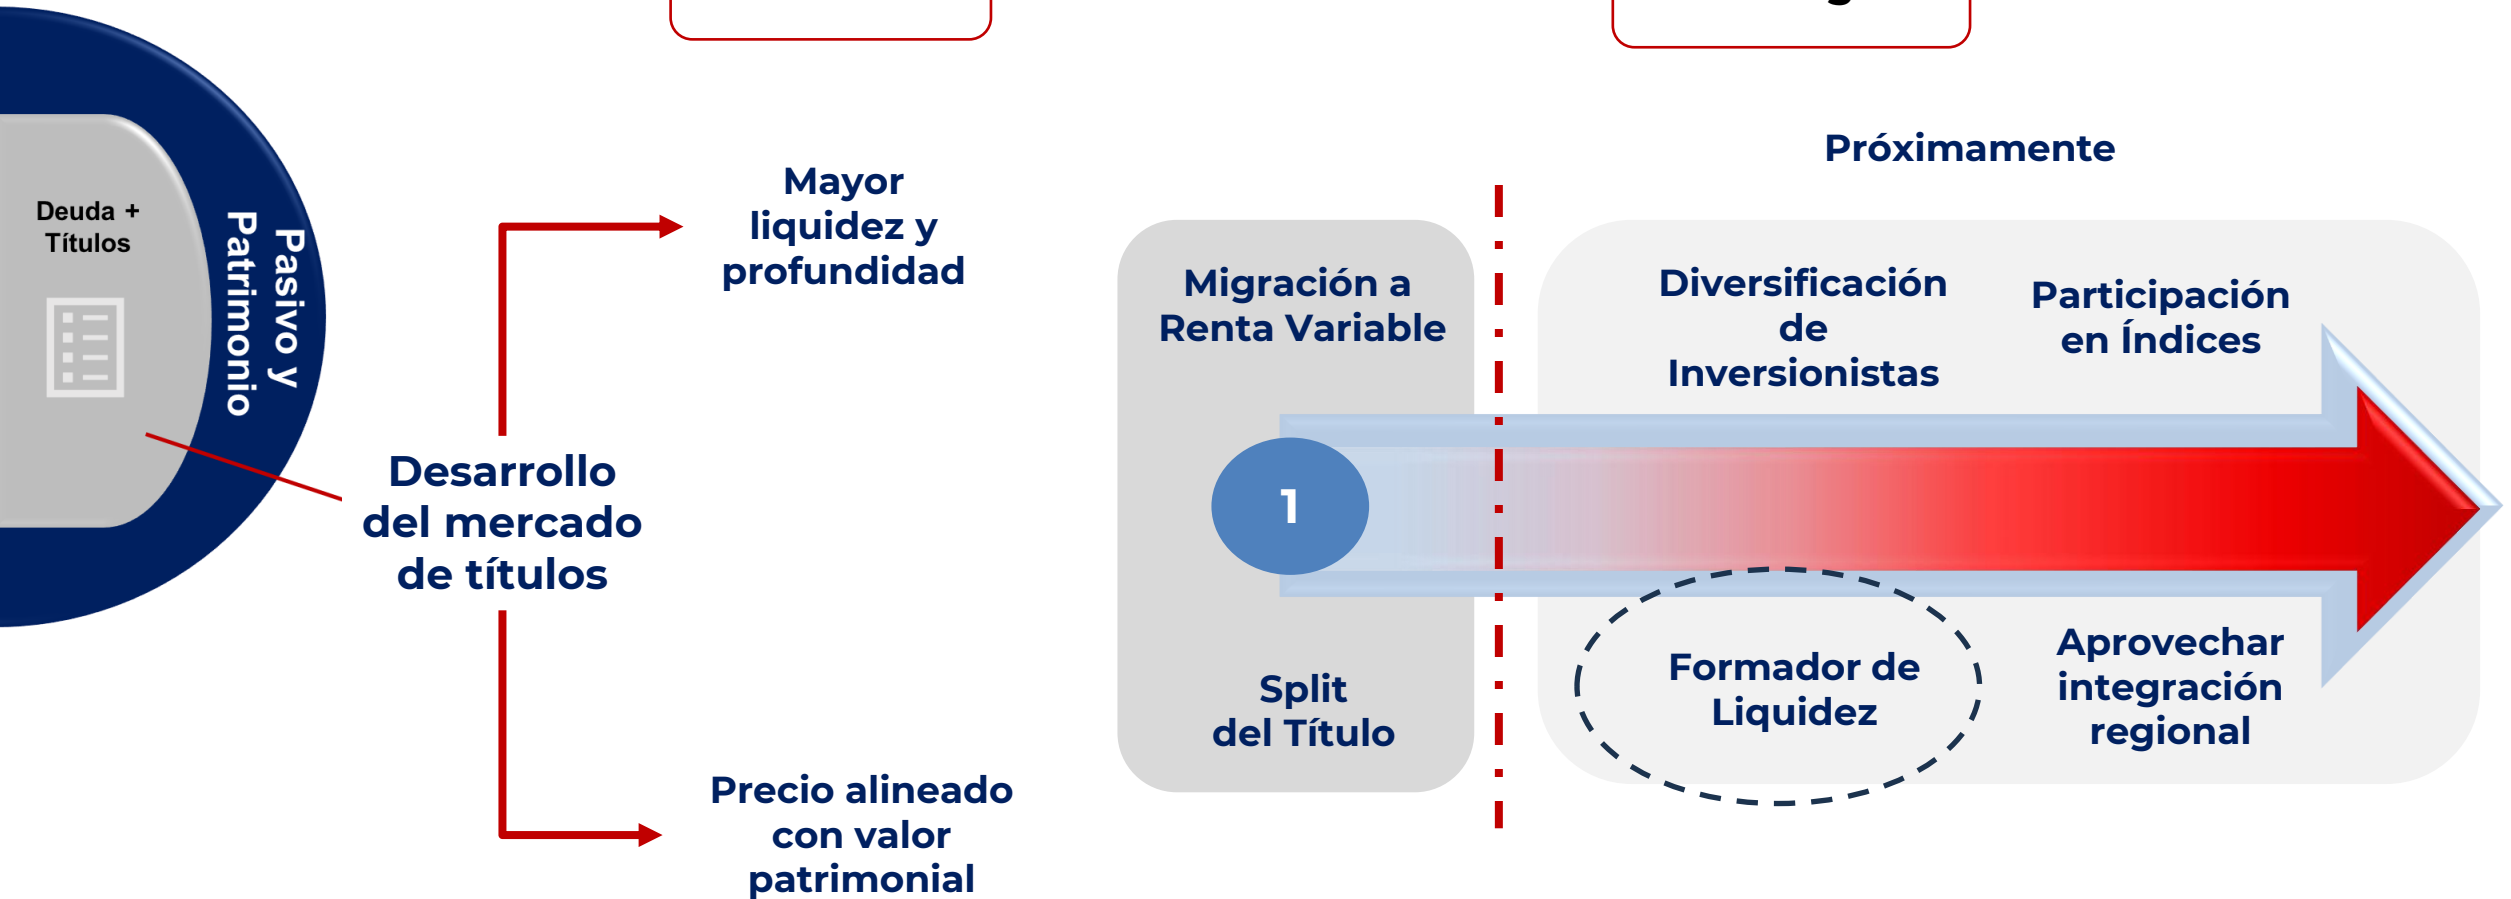 Deuda +
Títulos
Pasivo y
Patrimonio
Desarrollo
del mercado
de títulos
Mayor
liquidez y
profundidad
Precio alineado
con valor
patrimonial
Migración a
Renta Variable
1
Split
del Título
Próximamente
Diversificación
de
Inversionistas
Participación
en Índices
Formador de
Liquidez
Aprovechar
integración
regional